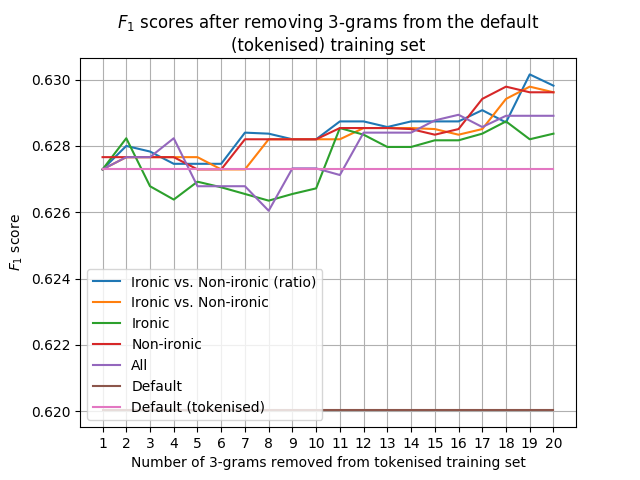 F₁ scores after removing 3-grams from the default
(tokenised) training set
F₁ score
0.630
0.628
0.626
0.624
0.622
0.620
Ironic vs. Non-ironic (ratio)
Ironic vs. Non-ironic
Ironic
Non-ironic
All
Default
Default (tokenised)
1 2 3 4 5 6 7 8 9 10 11 12 13 14 15 16 17 18 19 20
Number of 3-grams removed from tokenised training set